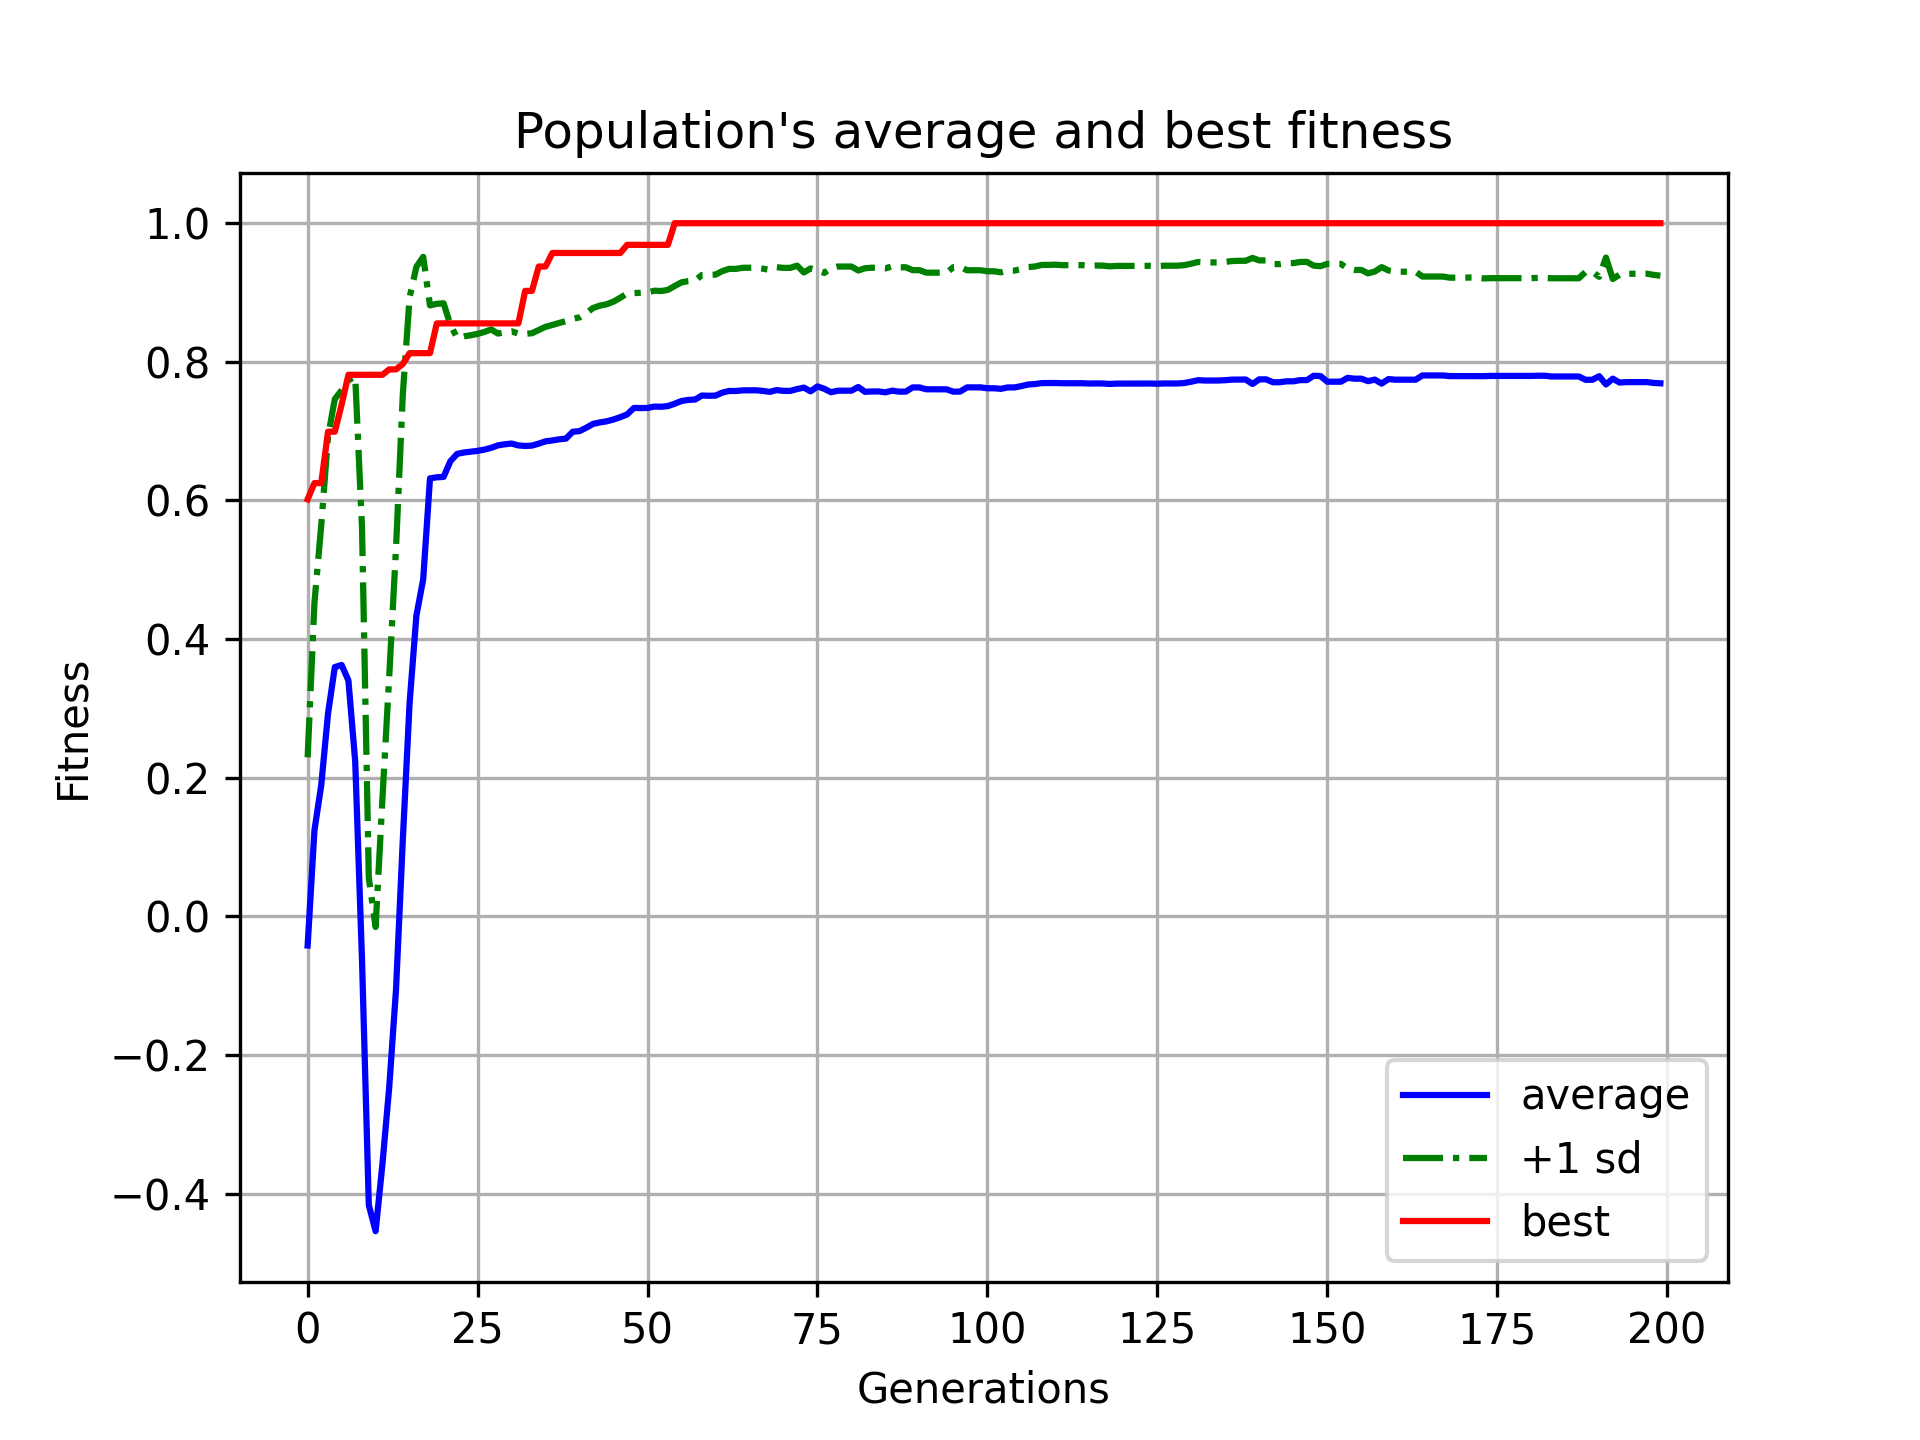 Population's average and best fitness
1.0
0.8
0.6
0.4
0.2
0.0
−0.2
−0.4
Fitness
average
+1 sd
best
0 25 50 75 100 125 150 175 200
Generations